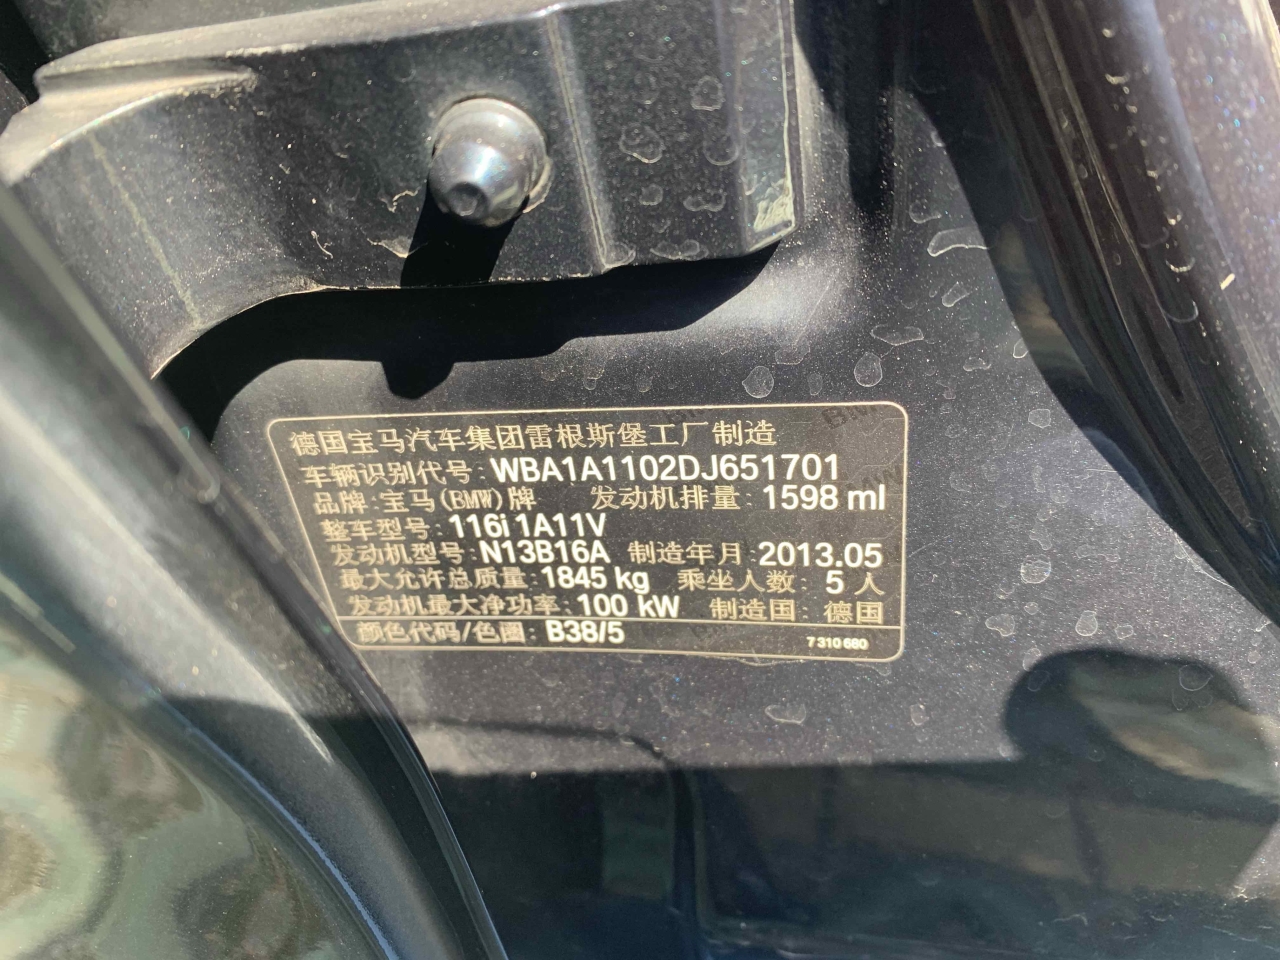 德国宝马汽车集团雷根斯堡工厂制造
车辆识别代号: WBA1A1102DJ651701
品牌: 宝马(BMW)牌 发动机排量: 1598 ml
整车型号: 116i 1A11V
发动机型号: N13B16A 制造年月: 2013.05
最大允许总质量: 1845 kg 乘坐人数: 5 人
发动机最大净功率: 100 kW 制造国: 德国
颜色代码/色圈: B38/5 7 310 680